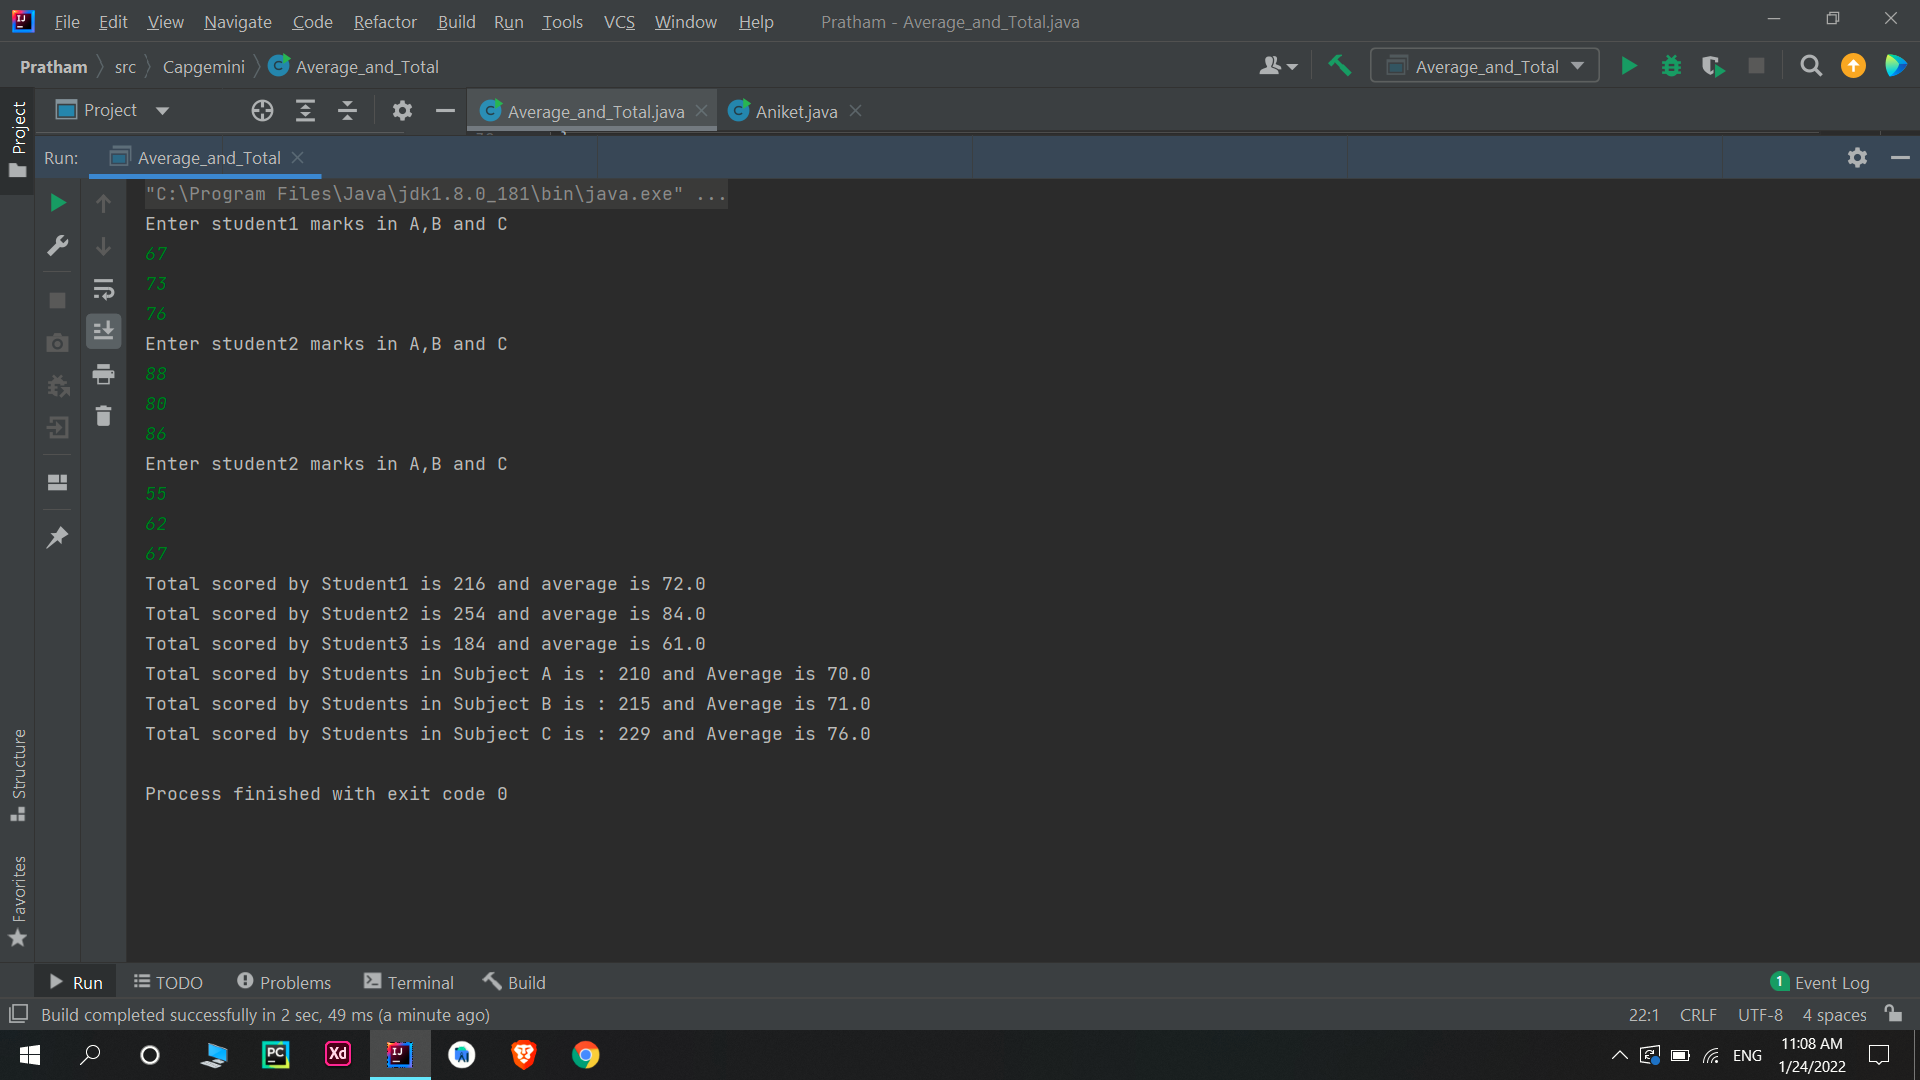 File Edit View Navigate Code Refactor Build Run Tools VCS Window Help Pratham - Average_and_Total.java
Pratham src Capgemini Average_and_Total Average_and_Total
Project Project Average_and_Total.java Aniket.java
Run: Average_and_Total
"C:\Program Files\Java\jdk1.8.0_181\bin\java.exe" ...
Enter student1 marks in A,B and C
67
73
76
Enter student2 marks in A,B and C
88
80
86
Enter student2 marks in A,B and C
55
62
67
Total scored by Student1 is 216 and average is 72.0
Total scored by Student2 is 254 and average is 84.0
Total scored by Student3 is 184 and average is 61.0
Total scored by Students in Subject A is : 210 and Average is 70.0
Total scored by Students in Subject B is : 215 and Average is 71.0
Total scored by Students in Subject C is : 229 and Average is 76.0
Process finished with exit code 0
Structure
Favorites
Run TODO Problems Terminal Build 1 Event Log
Build completed successfully in 2 sec, 49 ms (a minute ago) 22:1 CRLF UTF-8 4 spaces
PC Xd IJ ENG 11:08 AM
1/24/2022